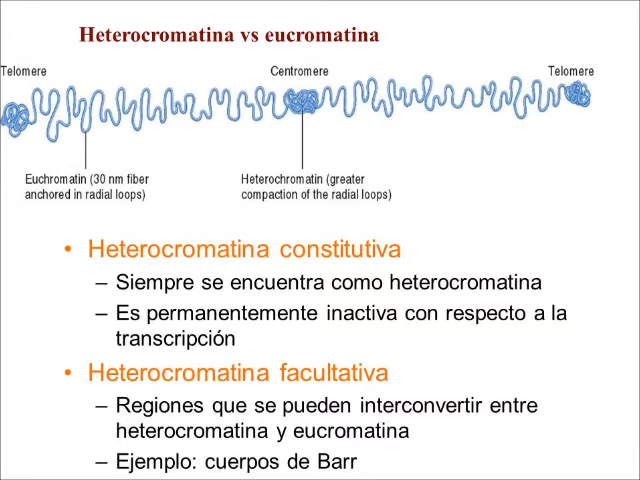 Heterocromatina vs eucromatina
Telomere Centromere Telomere
Euchromatin (30 nm fiber
anchored in radial loops)
Heterochromatin (greater
compaction of the radial loops)
• Heterocromatina constitutiva
– Siempre se encuentra como heterocromatina
– Es permanentemente inactiva con respecto a la
transcripción
• Heterocromatina facultativa
– Regiones que se pueden interconvertir entre
heterocromatina y eucromatina
– Ejemplo: cuerpos de Barr